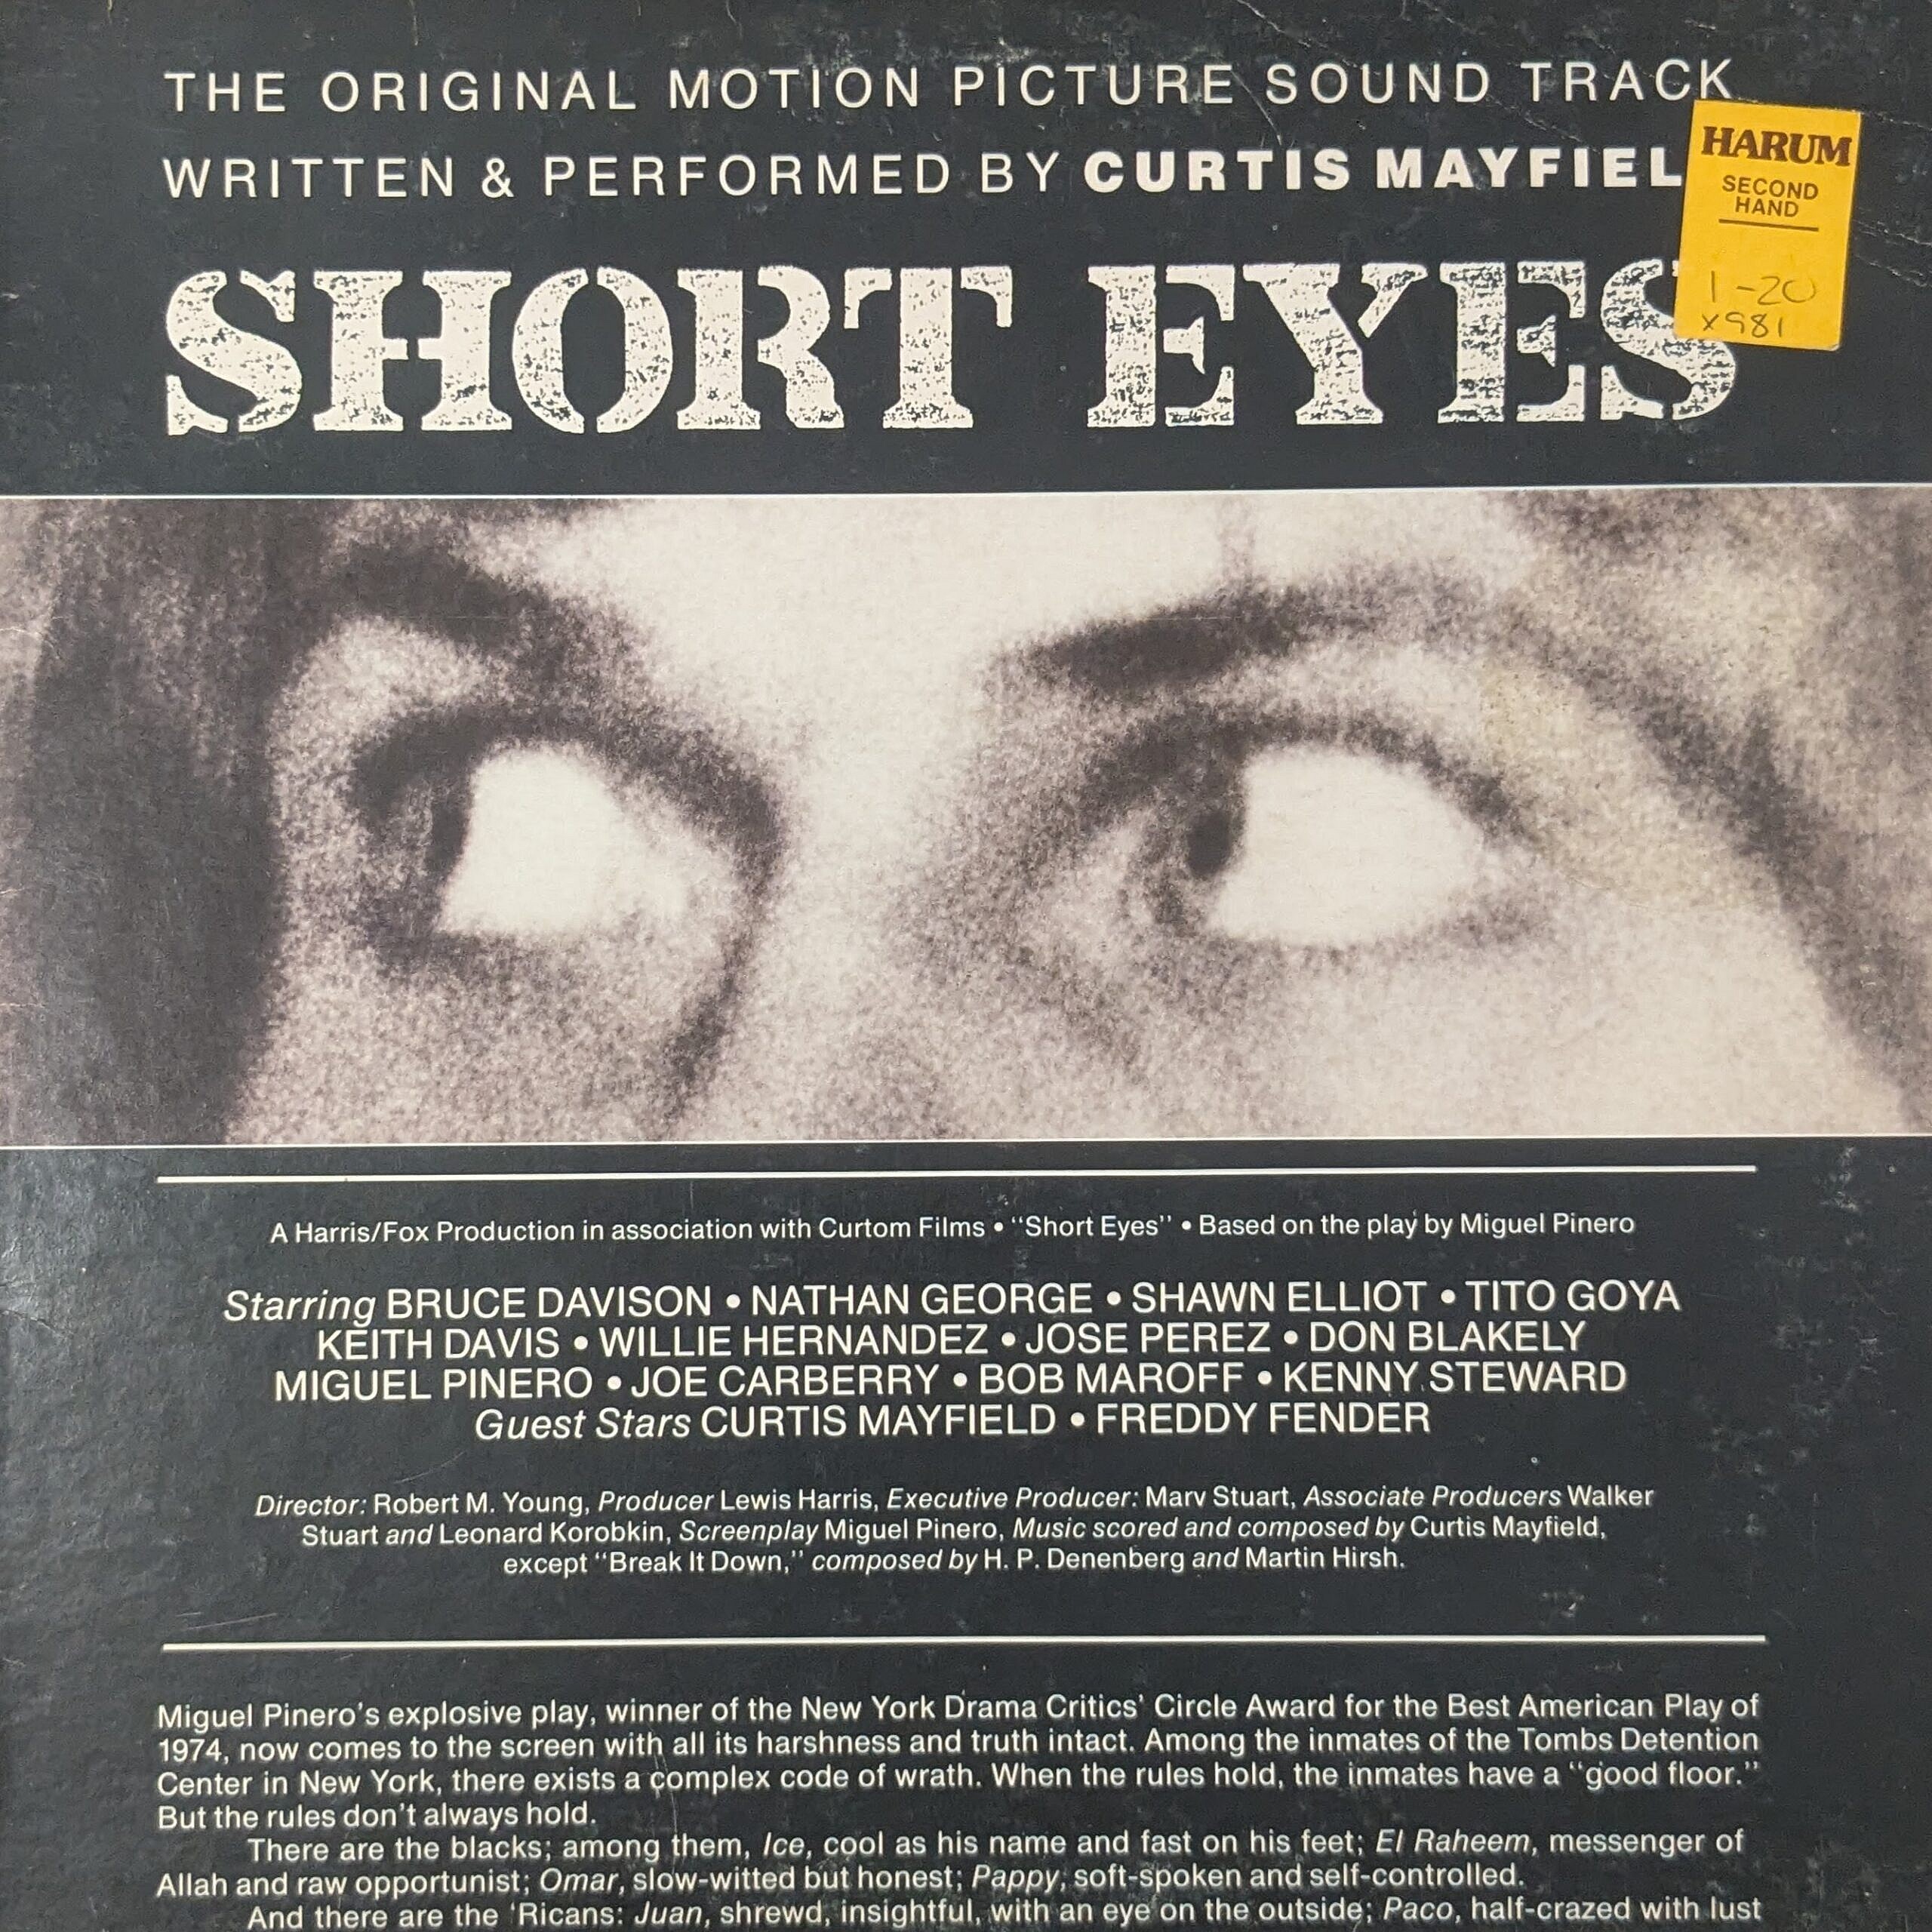 THE ORIGINAL MOTION PICTURE SOUND TRACK
WRITTEN & PERFORMED BY CURTIS MAYFIEL
HARUM
SECOND
HAND
1-20
x981
SHORT EYES
A Harris/Fox Production in association with Curtom Films • "Short Eyes" • Based on the play by Miguel Pinero
Starring BRUCE DAVISON • NATHAN GEORGE • SHAWN ELLIOT • TITO GOYA
KEITH DAVIS • WILLIE HERNANDEZ • JOSE PEREZ • DON BLAKELY
MIGUEL PINERO • JOE CARBERRY • BOB MAROFF • KENNY STEWARD
Guest Stars CURTIS MAYFIELD • FREDDY FENDER
Director: Robert M. Young, Producer Lewis Harris, Executive Producer: Marv Stuart, Associate Producers Walker
Stuart and Leonard Korobkin, Screenplay Miguel Pinero, Music scored and composed by Curtis Mayfield,
except "Break It Down," composed by H. P. Denenberg and Martin Hirsh.
Miguel Pinero's explosive play, winner of the New York Drama Critics' Circle Award for the Best American Play of
1974, now comes to the screen with all its harshness and truth intact. Among the inmates of the Tombs Detention
Center in New York, there exists a complex code of wrath. When the rules hold, the inmates have a "good floor."
But the rules don't always hold.
There are the blacks; among them, Ice, cool as his name and fast on his feet; El Raheem, messenger of
Allah and raw opportunist; Omar, slow-witted but honest; Pappy, soft-spoken and self-controlled.
And there are the 'Ricans: Juan, shrewd, insightful, with an eye on the outside; Paco, half-crazed with lust